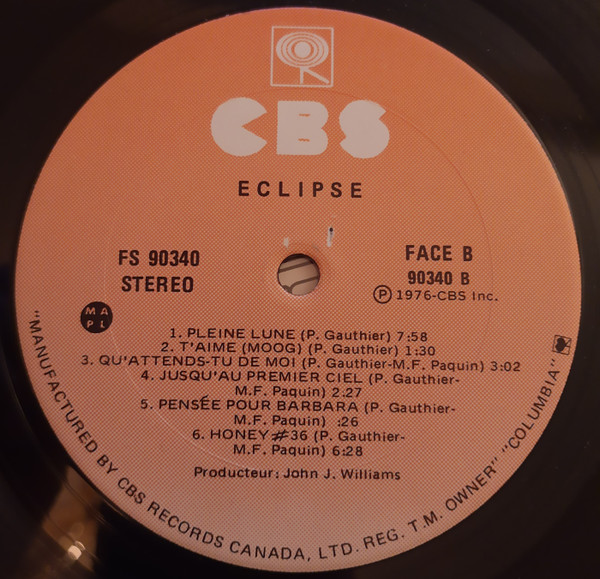 CBS
ECLIPSE
FS 90340
STEREO
FACE B
90340 B
Ⓟ 1976-CBS Inc.
MA
PL
1. PLEINE LUNE (P. Gauthier) 7:58
2. T'AIME (MOOG) (P. Gauthier) 1:30
3. QU'ATTENDS-TU DE MOI (P. Gauthier-M.F. Paquin) 3:02
4. JUSQU'AU PREMIER CIEL (P. Gauthier-
M.F. Paquin) 2.27
5. PENSÉE POUR BARBARA (P. Gauthier-
M.F. Paquin) :26
6. HONEY #36 (P. Gauthier-
M.F. Paquin) 6:28
Producteur: John J. Williams
"MANUFACTURED BY CBS RECORDS CANADA, LTD. REG. T.M. OWNER" "COLUMBIA"